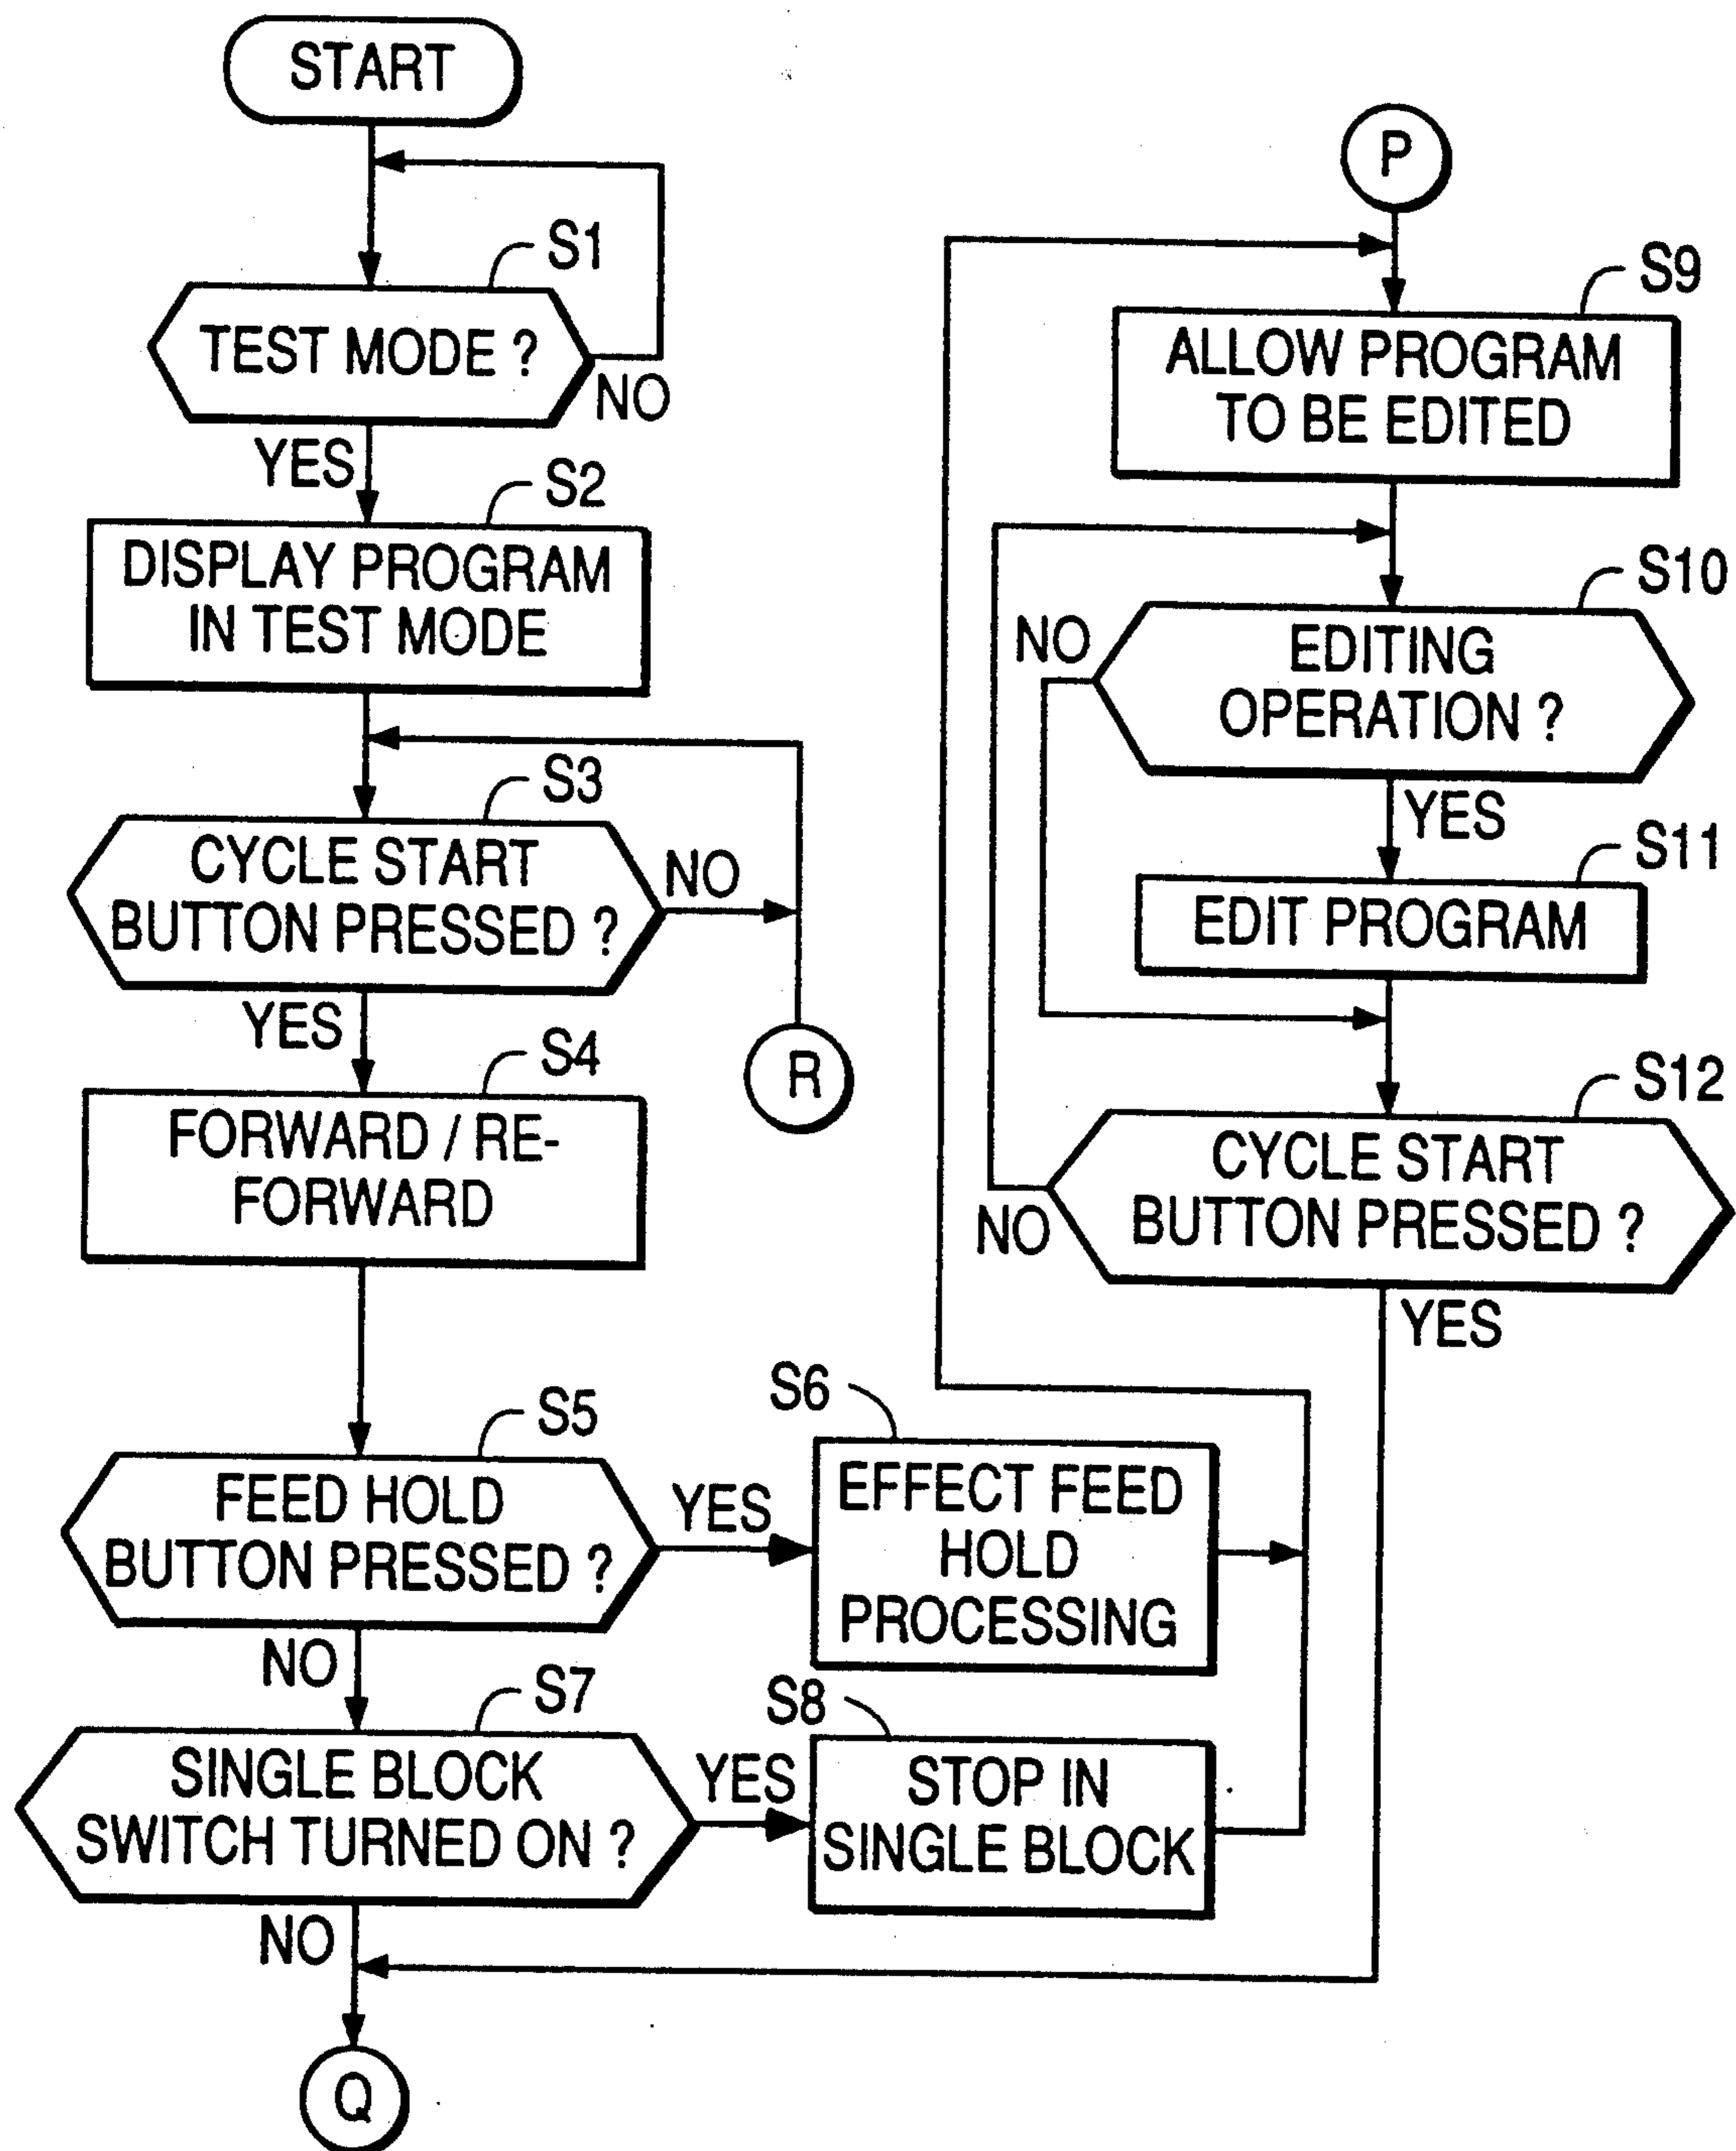 START
S1
TEST MODE ?
NO
YES
S2
DISPLAY PROGRAM
IN TEST MODE
S3
CYCLE START
BUTTON PRESSED ?
NO
YES
R
S4
FORWARD / RE-
FORWARD
S5
FEED HOLD
BUTTON PRESSED ?
YES
S6
EFFECT FEED
HOLD
PROCESSING
NO
S7
SINGLE BLOCK
SWITCH TURNED ON ?
YES
S8
STOP IN
SINGLE BLOCK
NO
Q
P
S9
ALLOW PROGRAM
TO BE EDITED
S10
EDITING
OPERATION ?
NO
YES
S11
EDIT PROGRAM
S12
CYCLE START
BUTTON PRESSED ?
NO
YES